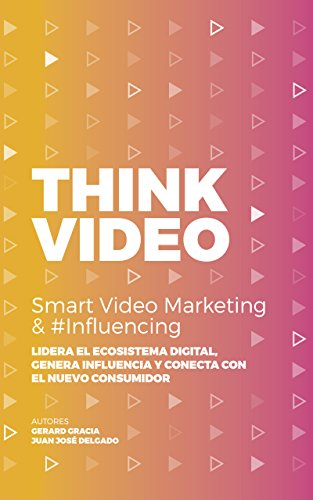 THINK
VIDEO
Smart Video Marketing
& #Influencing
LIDERA EL ECOSISTEMA DIGITAL,
GENERA INFLUENCIA Y CONECTA CON
EL NUEVO CONSUMIDOR
AUTORES
GERARD GRACIA
JUAN JOSÉ DELGADO